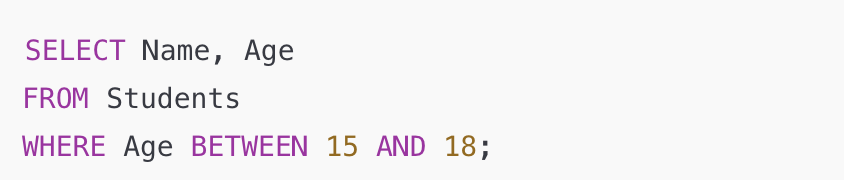 SELECT Name, Age
FROM Students
WHERE Age BETWEEN 15 AND 18;